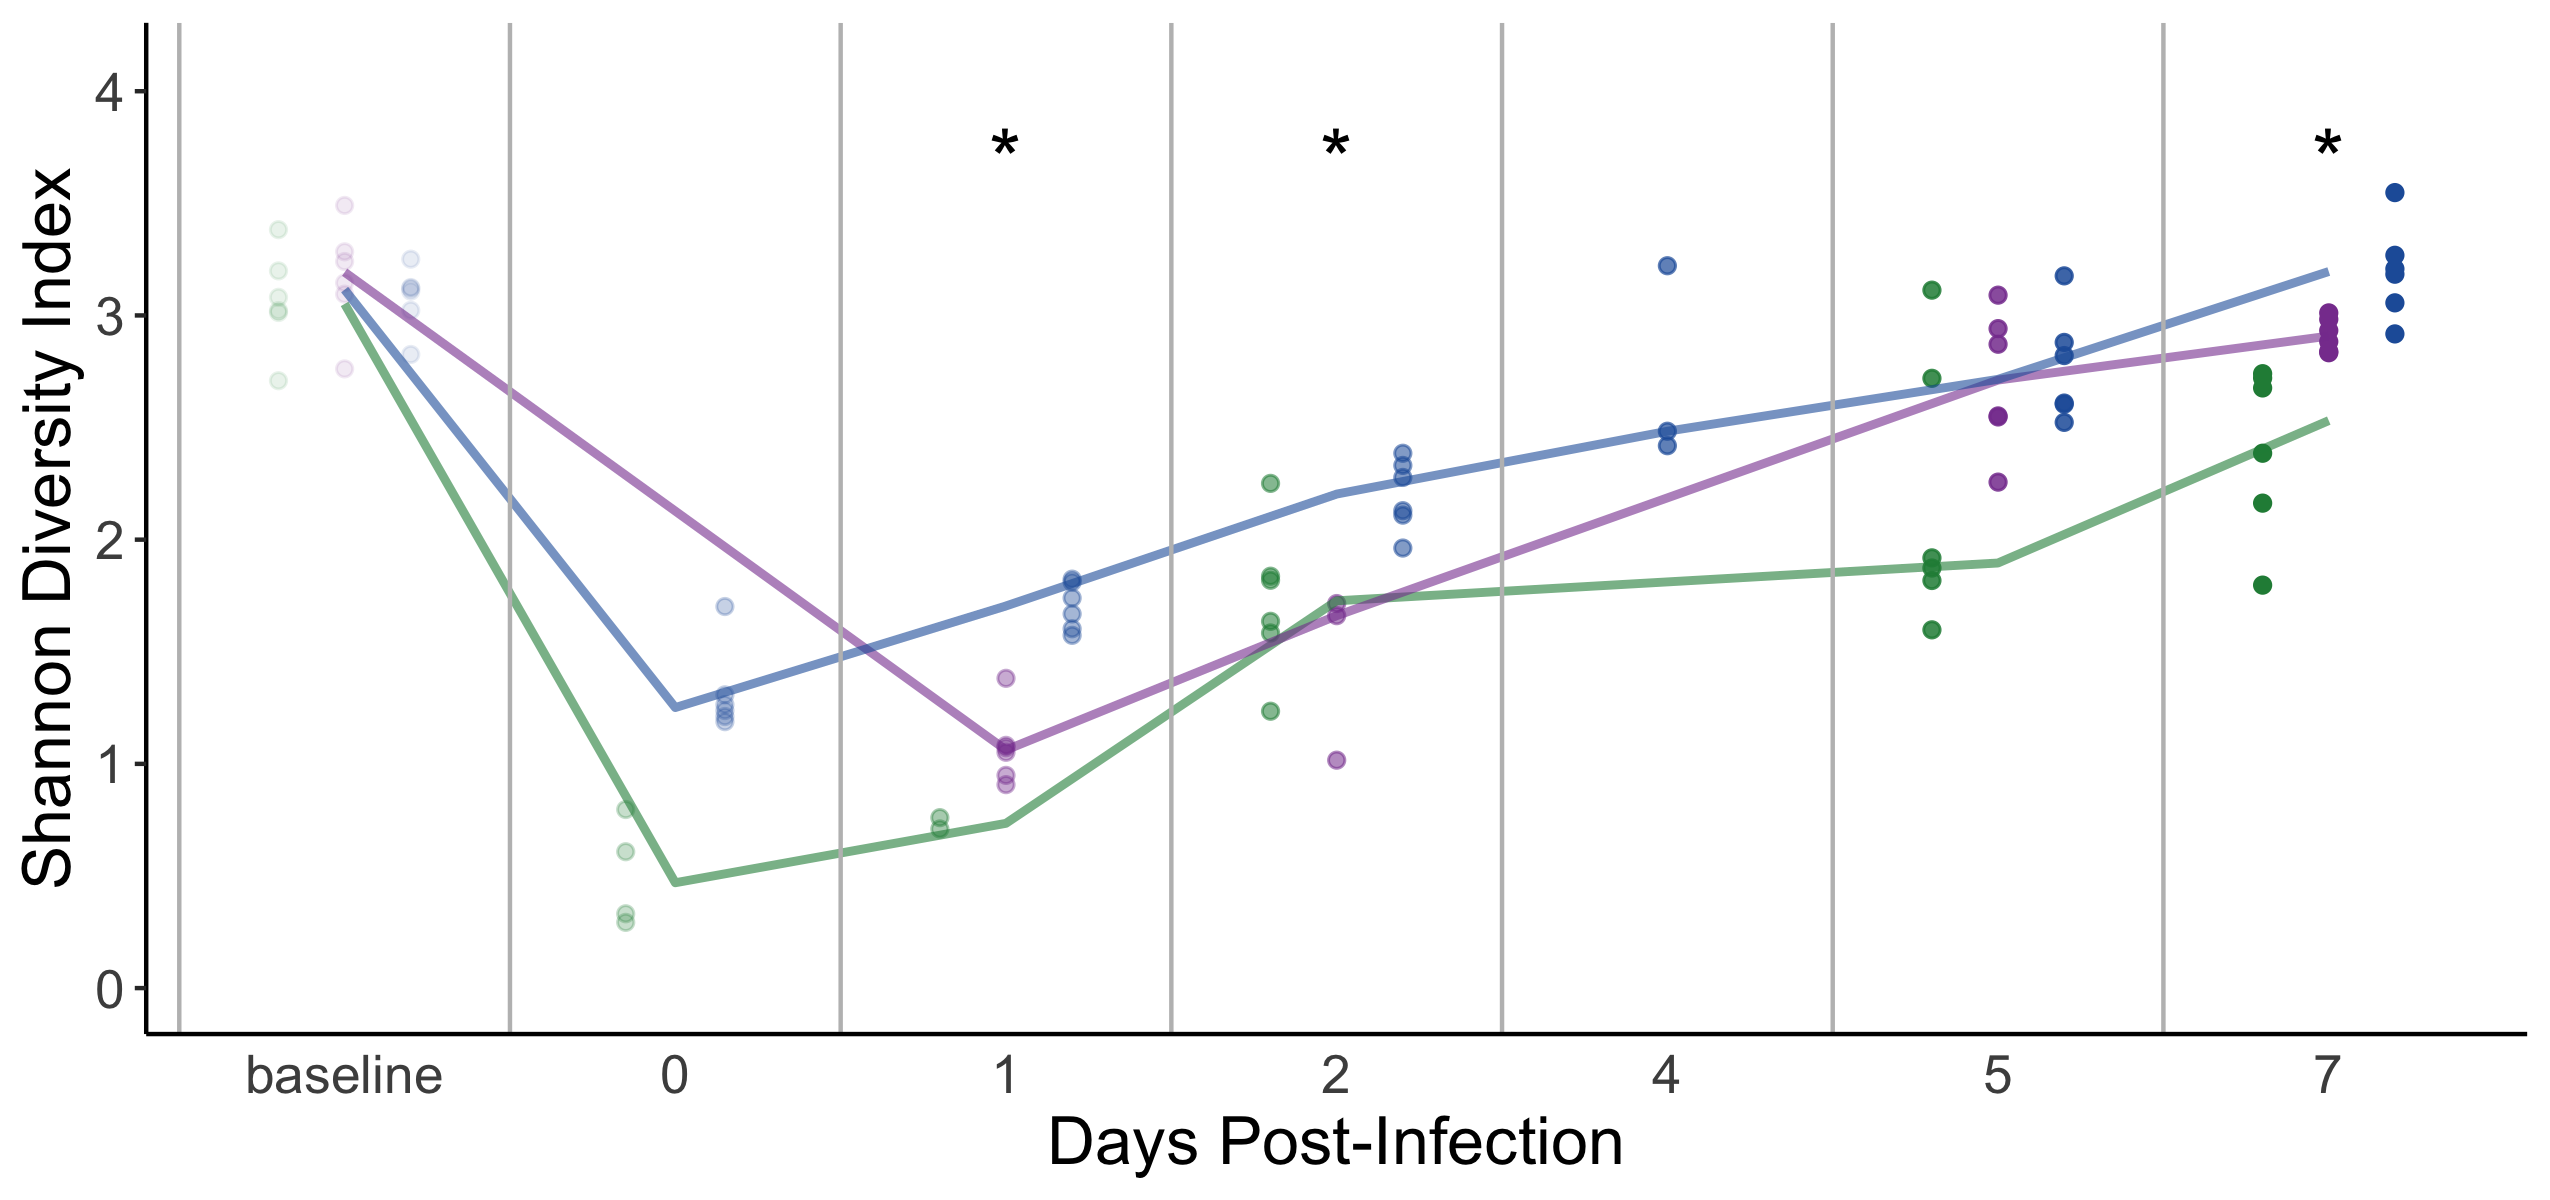 Shannon Diversity Index
4
3
2
1
0
* * *
baseline 0 1 2 4 5 7
Days Post-Infection